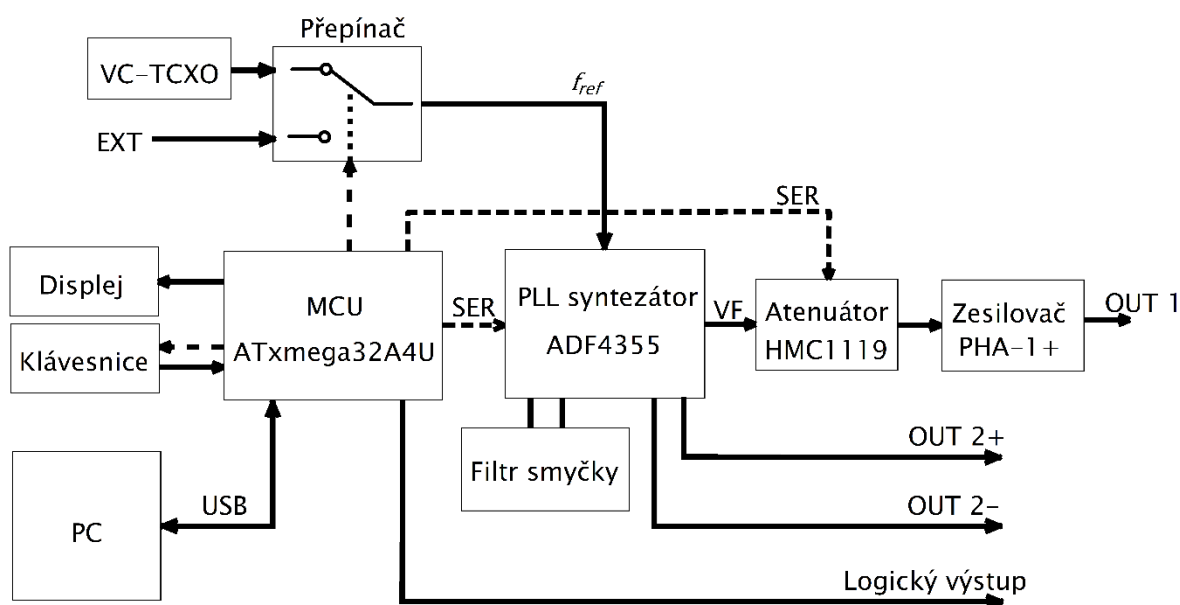 Přepínač
VC-TCXO
f_ref
EXT
SER
Displej
MCU
ATxmega32A4U
SER
PLL syntezátor
ADF4355
VF
Atenuátor
HMC1119
Zesilovač
PHA-1+
OUT 1
Klávesnice
OUT 2+
Filtr smyčky
USB
OUT 2-
PC
Logický výstup